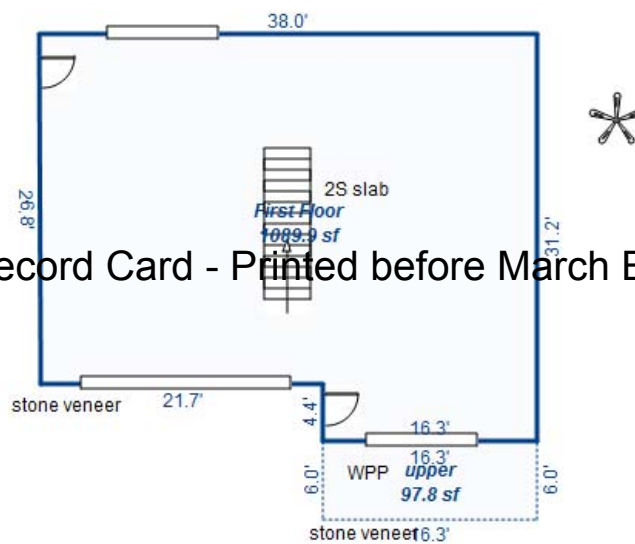 38.0'
26.8'
2S slab
First Floor
1089.9 sf
31.2'
ecord Card - Printed before March B
stone veneer
21.7'
4.4'
16.3'
16.3'
6.0'
WPP
upper
97.8 sf
6.0'
stone veneer
16.3'